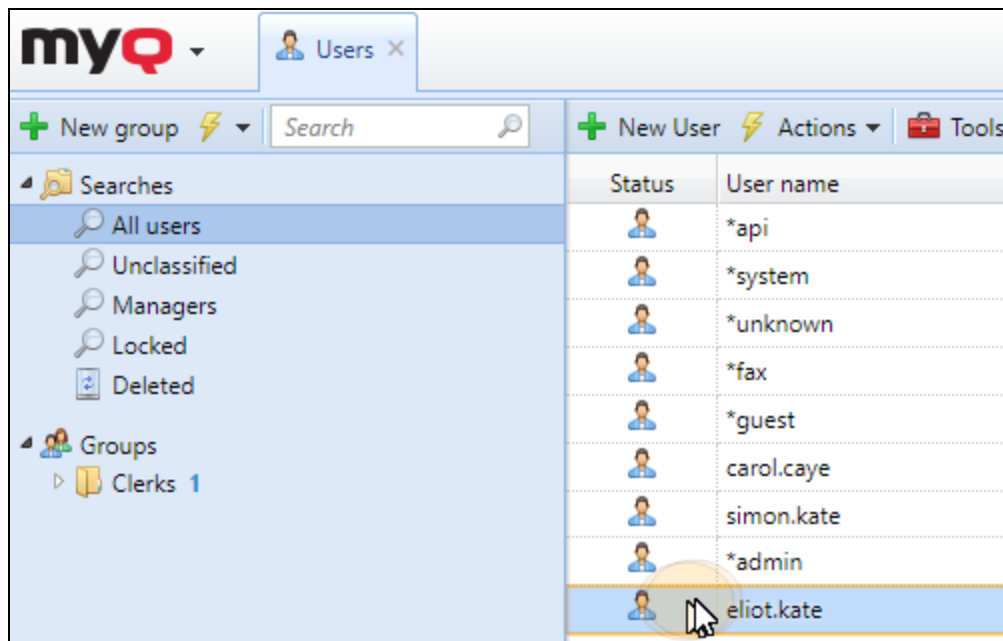 myQ
Users
New group
Search
New User
Actions
Tools
Searches
All users
Unclassified
Managers
Locked
Deleted
Groups
Clerks 1
Status User name
*api
*system
*unknown
*fax
*guest
carol.caye
simon.kate
*admin
eliot.kate